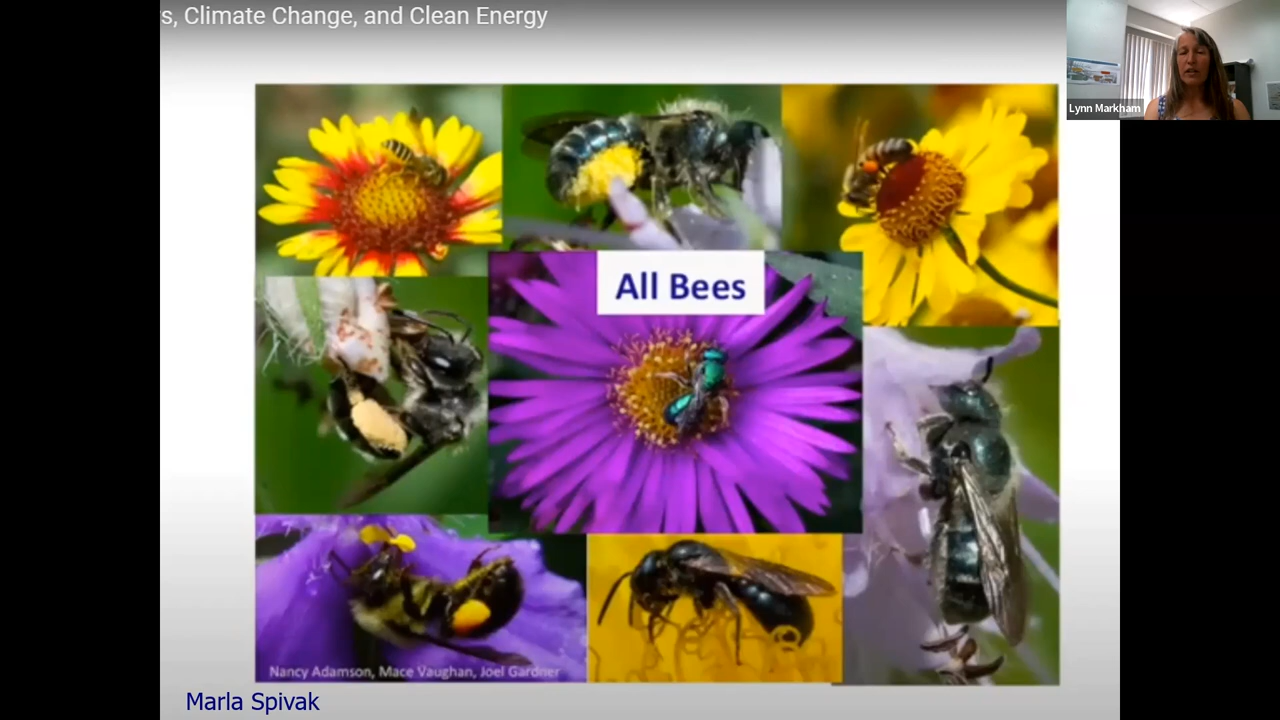 s, Climate Change, and Clean Energy
Lynn Markham
All Bees
Nancy Adamson, Mace Vaughan, Joel Gardner
Marla Spivak